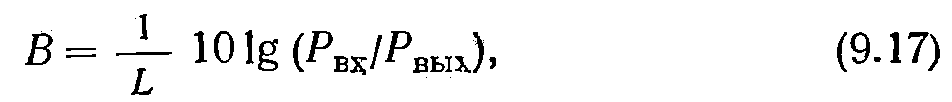 B = 1/L 10 lg (Pвх/Pвых), (9.17)